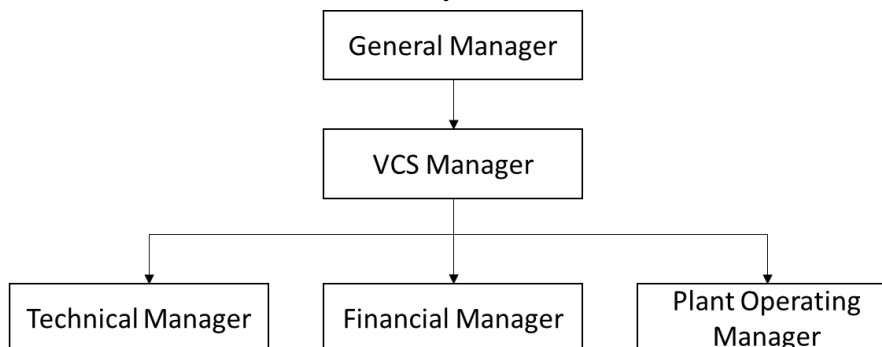 General Manager
VCS Manager
Technical Manager
Financial Manager
Plant Operating
Manager